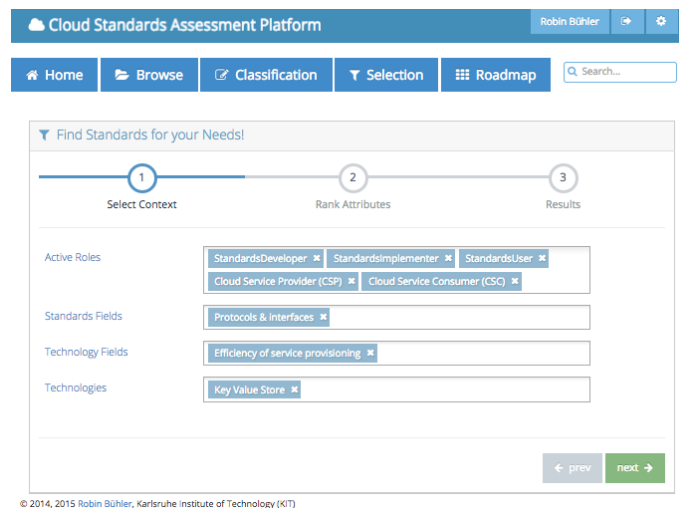 Cloud Standards Assessment Platform
Robin Bühler
Home Browse Classification Selection Roadmap Search...
Find Standards for your Needs!
1 2 3
Select Context Rank Attributes Results
Active Roles StandardsDeveloper × StandardsImplementer × StandardsUser ×
Cloud Service Provider (CSP) × Cloud Service Consumer (CSC) ×
Standards Fields Protocols & Interfaces ×
Technology Fields Efficiency of service provisioning ×
Technologies Key Value Store ×
← prev next →
© 2014, 2015 Robin Bühler, Karlsruhe Institute of Technology (KIT)